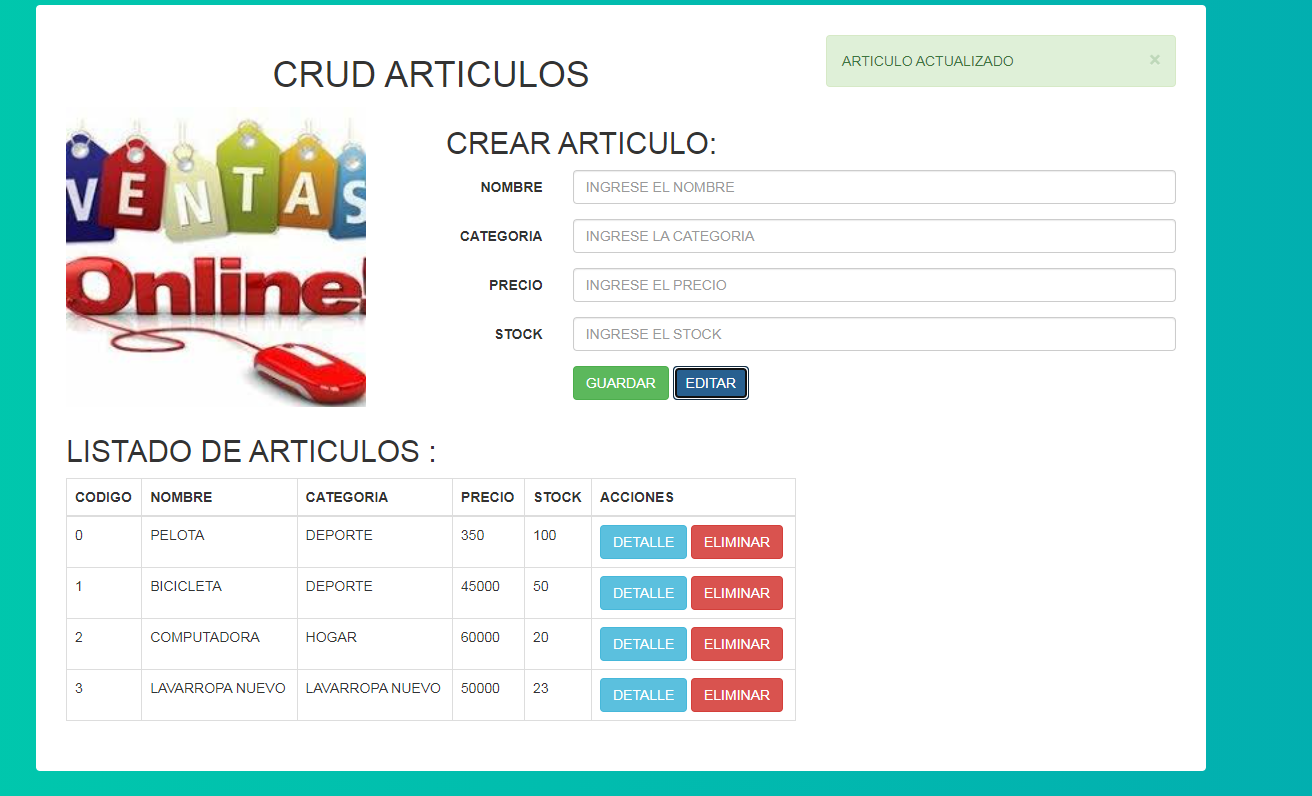 CRUD ARTICULOS
ARTICULO ACTUALIZADO ×
VENTAS
Online!
CREAR ARTICULO:
NOMBRE INGRESE EL NOMBRE
CATEGORIA INGRESE LA CATEGORIA
PRECIO INGRESE EL PRECIO
STOCK INGRESE EL STOCK
GUARDAR EDITAR
LISTADO DE ARTICULOS :
CODIGO NOMBRE CATEGORIA PRECIO STOCK ACCIONES
0 PELOTA DEPORTE 350 100 DETALLE ELIMINAR
1 BICICLETA DEPORTE 45000 50 DETALLE ELIMINAR
2 COMPUTADORA HOGAR 60000 20 DETALLE ELIMINAR
3 LAVARROPA NUEVO LAVARROPA NUEVO 50000 23 DETALLE ELIMINAR